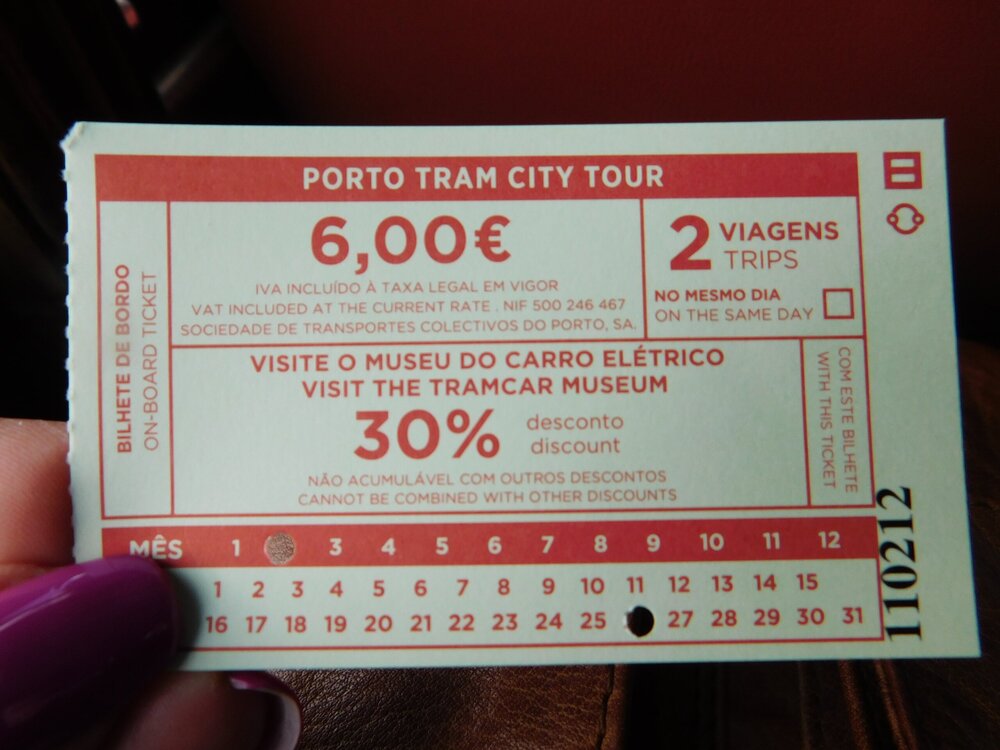 PORTO TRAM CITY TOUR
BILHETE DE BORDO
ON-BOARD TICKET
6,00€
IVA INCLUÍDO À TAXA LEGAL EM VIGOR
VAT INCLUDED AT THE CURRENT RATE . NIF 500 246 467
SOCIEDADE DE TRANSPORTES COLECTIVOS DO PORTO, SA.
2 VIAGENS
TRIPS
NO MESMO DIA
ON THE SAME DAY
VISITE O MUSEU DO CARRO ELÉTRICO
VISIT THE TRAMCAR MUSEUM
30% desconto
discount
NÃO ACUMULÁVEL COM OUTROS DESCONTOS
CANNOT BE COMBINED WITH OTHER DISCOUNTS
COM ESTE BILHETE
WITH THIS TICKET
MÊS 1 3 4 5 6 7 8 9 10 11 12
1 2 3 4 5 6 7 8 9 10 11 12 13 14 15
16 17 18 19 20 21 22 23 24 25 27 28 29 30 31
110212